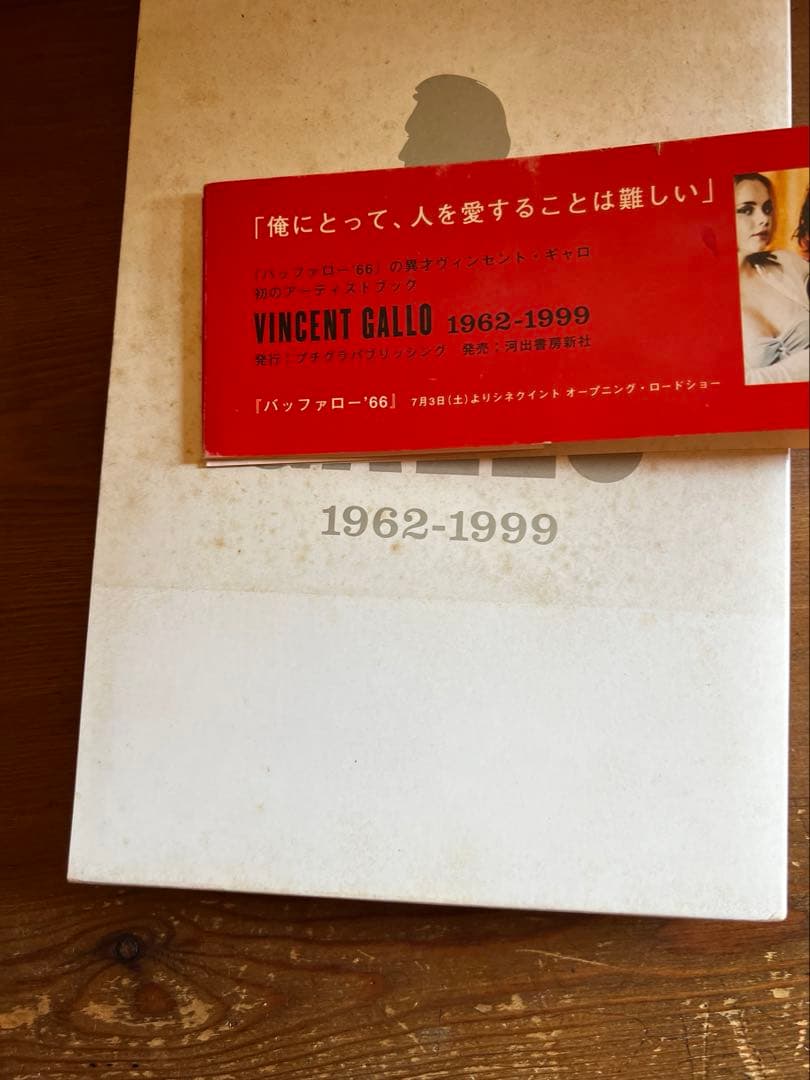 「俺にとって、人を愛することは難しい」
『バッファロー'66』の異才ヴィンセント・ギャロ
初のアーティストブック
VINCENT GALLO 1962-1999
発行：プチグラパブリッシング 発売：河出書房新社
『バッファロー'66』 7月3日(土)よりシネクイント オープニング・ロードショー
1962-1999